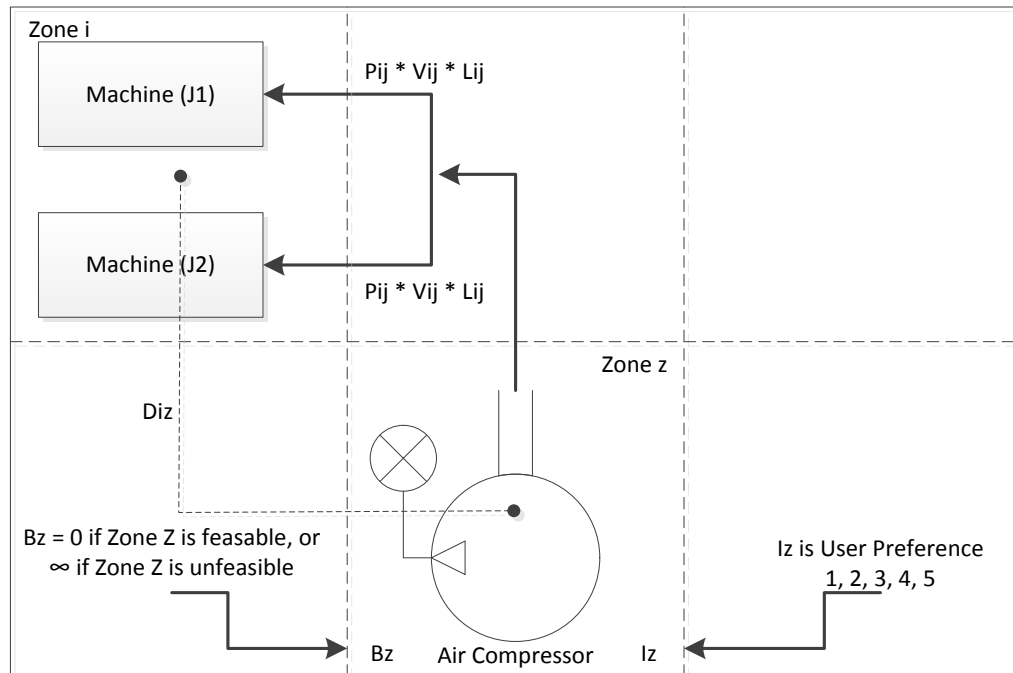 Zone i
Machine (J1)
Pij * Vij * Lij
Machine (J2)
Pij * Vij * Lij
Zone z
Diz
Bz = 0 if Zone Z is feasable, or
∞ if Zone Z is unfeasible
Iz is User Preference
1, 2, 3, 4, 5
Bz
Air Compressor
Iz